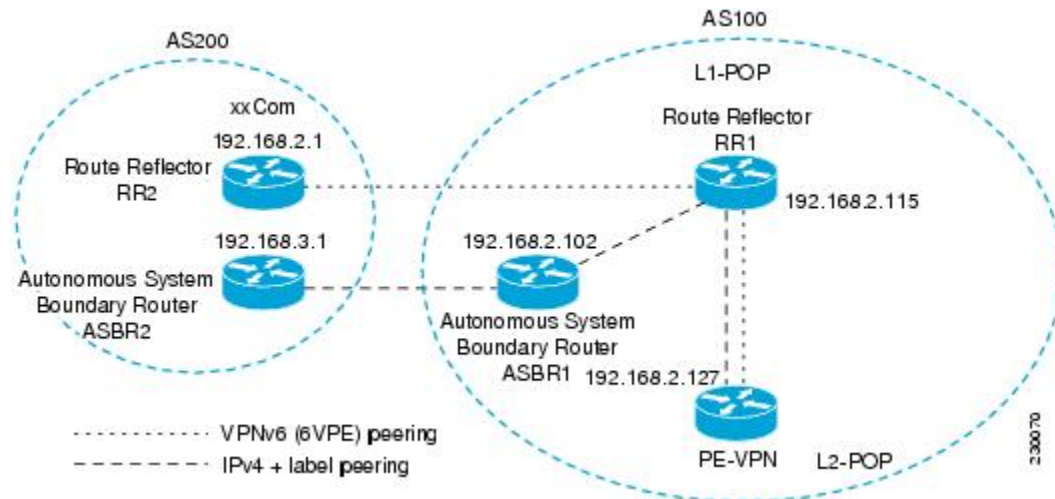 AS100
AS200
L1-POP
xxCom
192.168.2.1
Route Reflector
RR2
Route Reflector
RR1
192.168.2.115
192.168.3.1
192.168.2.102
Autonomous System
Boundary Router
ASBR2
Autonomous System
Boundary Router
ASBR1
192.168.2.127
VPNv6 (6VPE) peering
IPv4 + label peering
PE-VPN
L2-POP
230070